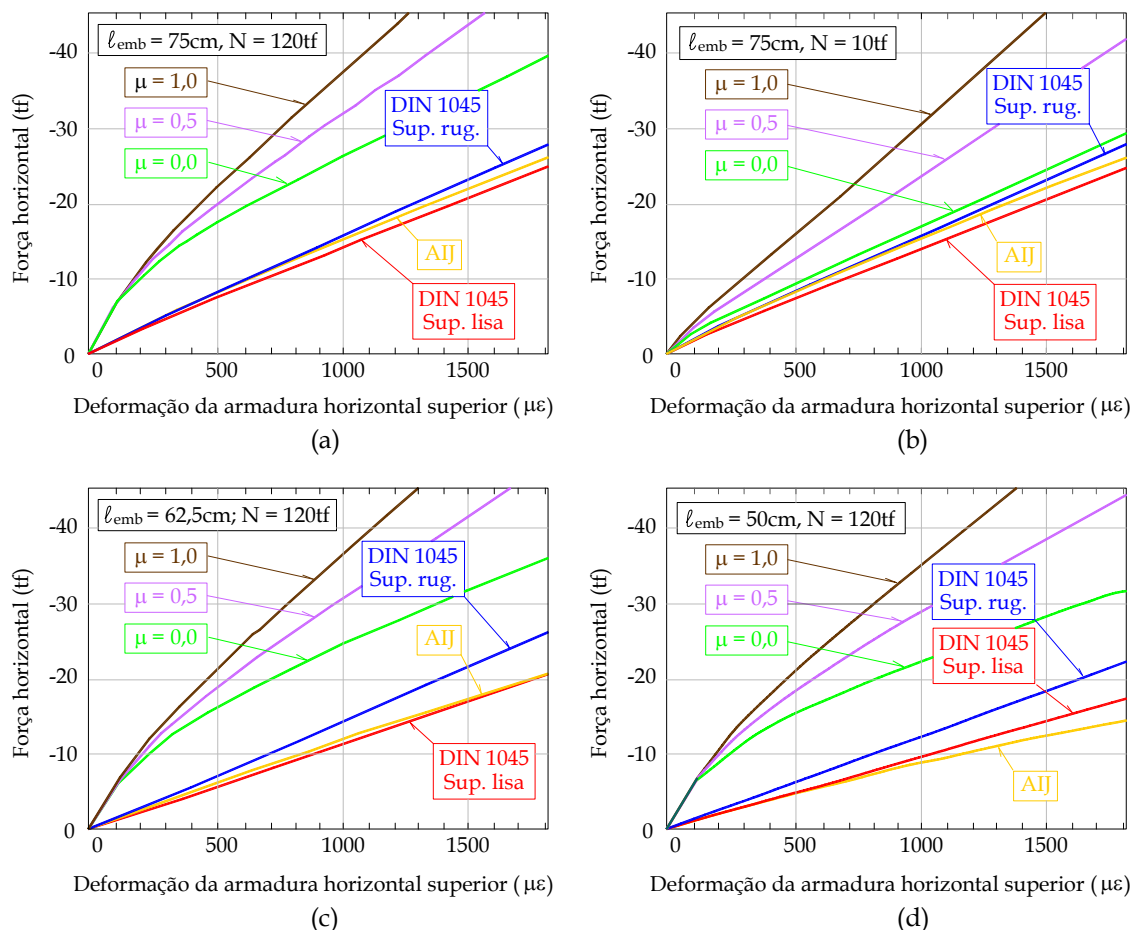 ℓemb = 75cm, N = 120tf
μ = 1,0
μ = 0,5
μ = 0,0
DIN 1045
Sup. rug.
AIJ
DIN 1045
Sup. lisa
Força horizontal (tf)
-40
-30
-20
-10
0
0 500 1000 1500
Deformação da armadura horizontal superior (με)
(a)
ℓemb = 75cm, N = 10tf
μ = 1,0
μ = 0,5
μ = 0,0
DIN 1045
Sup. rug.
AIJ
DIN 1045
Sup. lisa
Força horizontal (tf)
-40
-30
-20
-10
0
0 500 1000 1500
Deformação da armadura horizontal superior (με)
(b)
ℓemb = 62,5cm; N = 120tf
μ = 1,0
μ = 0,5
μ = 0,0
DIN 1045
Sup. rug.
AIJ
DIN 1045
Sup. lisa
Força horizontal (tf)
-40
-30
-20
-10
0
0 500 1000 1500
Deformação da armadura horizontal superior (με)
(c)
ℓemb = 50cm, N = 120tf
μ = 1,0
μ = 0,5
μ = 0,0
DIN 1045
Sup. rug.
DIN 1045
Sup. lisa
AIJ
Força horizontal (tf)
-40
-30
-20
-10
0
0 500 1000 1500
Deformação da armadura horizontal superior (με)
(d)